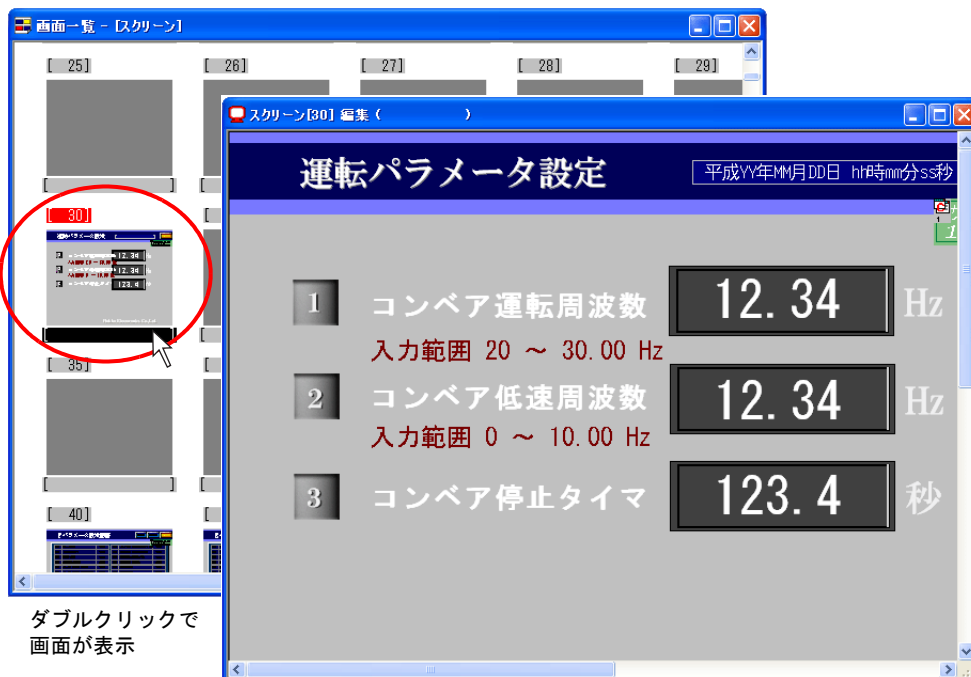 画面一覧 - [スクリーン]
[ 25] [ 26] [ 27] [ 28] [ 29]
スクリーン[30] 編集 ( )
運転パラメータ設定 平成YY年MM月DD日 hh時mm分ss秒
[ 30]
1 コンベア運転周波数 12.34 Hz
入力範囲 20 ～ 30.00 Hz
[ 35]
2 コンベア低速周波数 12.34 Hz
入力範囲 0 ～ 10.00 Hz
3 コンベア停止タイマ 123.4 秒
[ 40]
ダブルクリックで
画面が表示